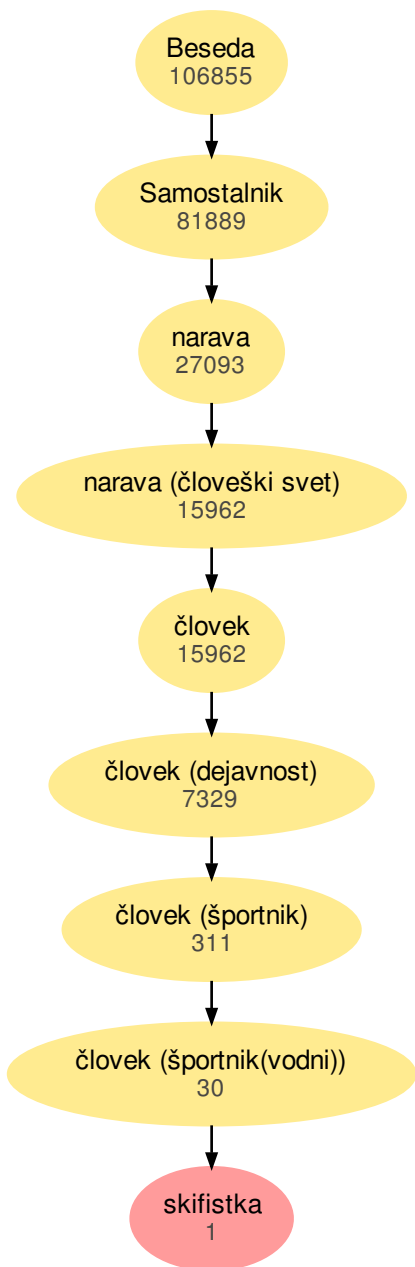 Beseda
106855
Samostalnik
81889
narava
27093
narava (človeški svet)
15962
človek
15962
človek (dejavnost)
7329
človek (športnik)
311
človek (športnik(vodni))
30
skifistka
1